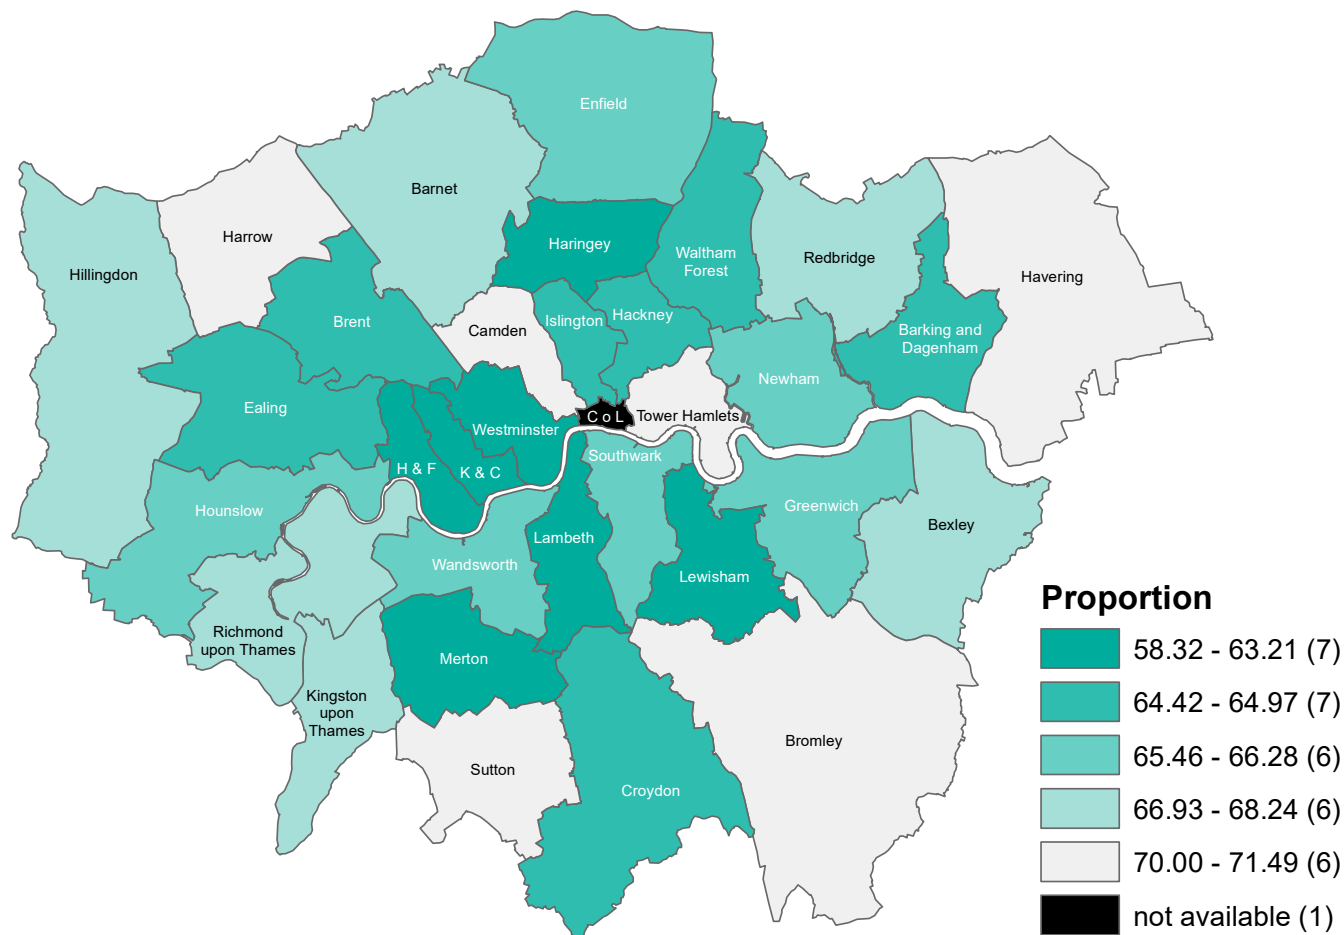 Enfield
Barnet
Harrow
Haringey
Waltham
Forest
Redbridge
Hillingdon
Havering
Brent
Camden
Islington
Hackney
Barking and
Dagenham
Newham
Ealing
C o L
Tower Hamlets
Westminster
H & F
K & C
Southwark
Hounslow
Greenwich
Bexley
Lambeth
Wandsworth
Lewisham
Richmond
upon Thames
Merton
Kingston
upon
Thames
Bromley
Sutton
Croydon
Proportion
58.32 - 63.21 (7)
64.42 - 64.97 (7)
65.46 - 66.28 (6)
66.93 - 68.24 (6)
70.00 - 71.49 (6)
not available (1)